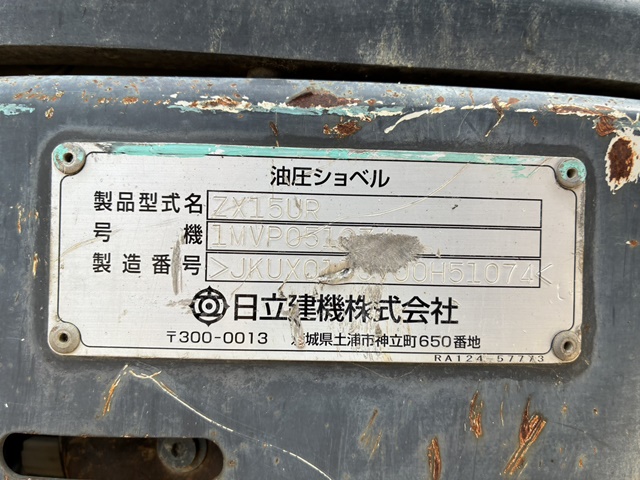 油圧ショベル
製品型式名 ZX15UR
号機
製造番号
日立建機株式会社
〒300-0013 城県土浦市神立町650番地
RA124-57773